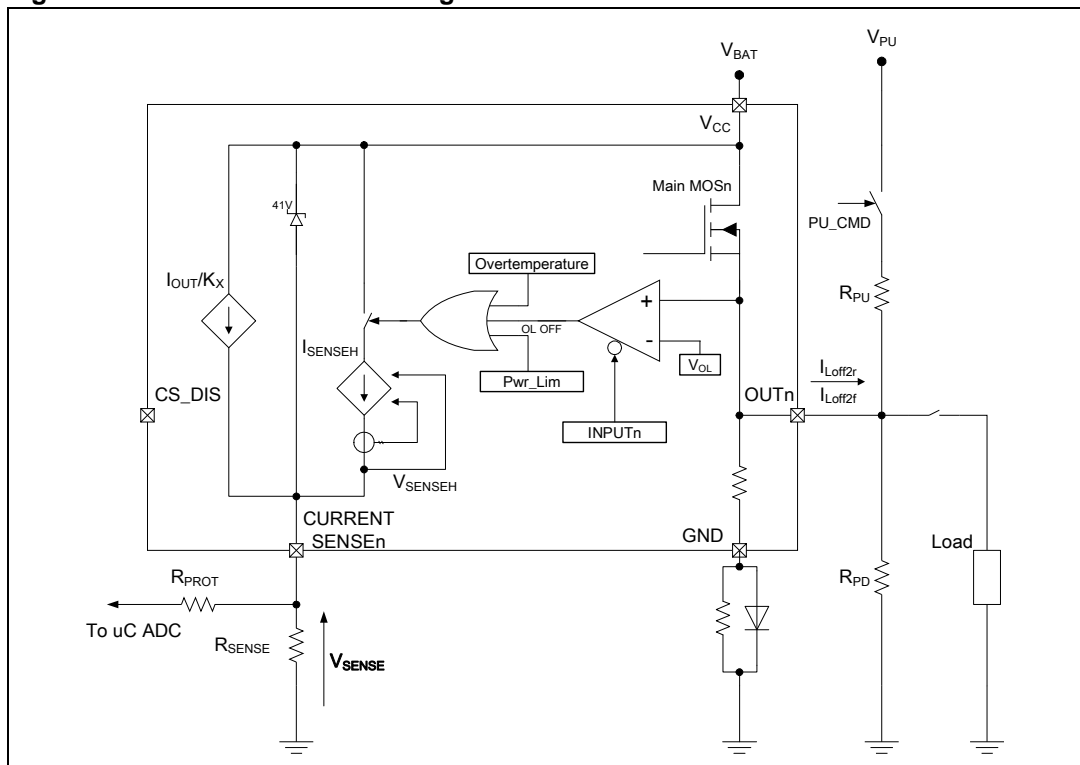 V_BAT
V_PU
V_CC
Main MOSn
41V
PU_CMD
Overtemperature
I_OUT/K_X
R_PU
+
OL OFF
-
V_OL
I_SENSEH
Pwr_Lim
I_Loff2r
I_Loff2f
OUTn
CS_DIS
INPUTn
V_SENSEH
CURRENT
SENSEn
GND
Load
R_PROT
R_PD
To uC ADC
R_SENSE
V_SENSE